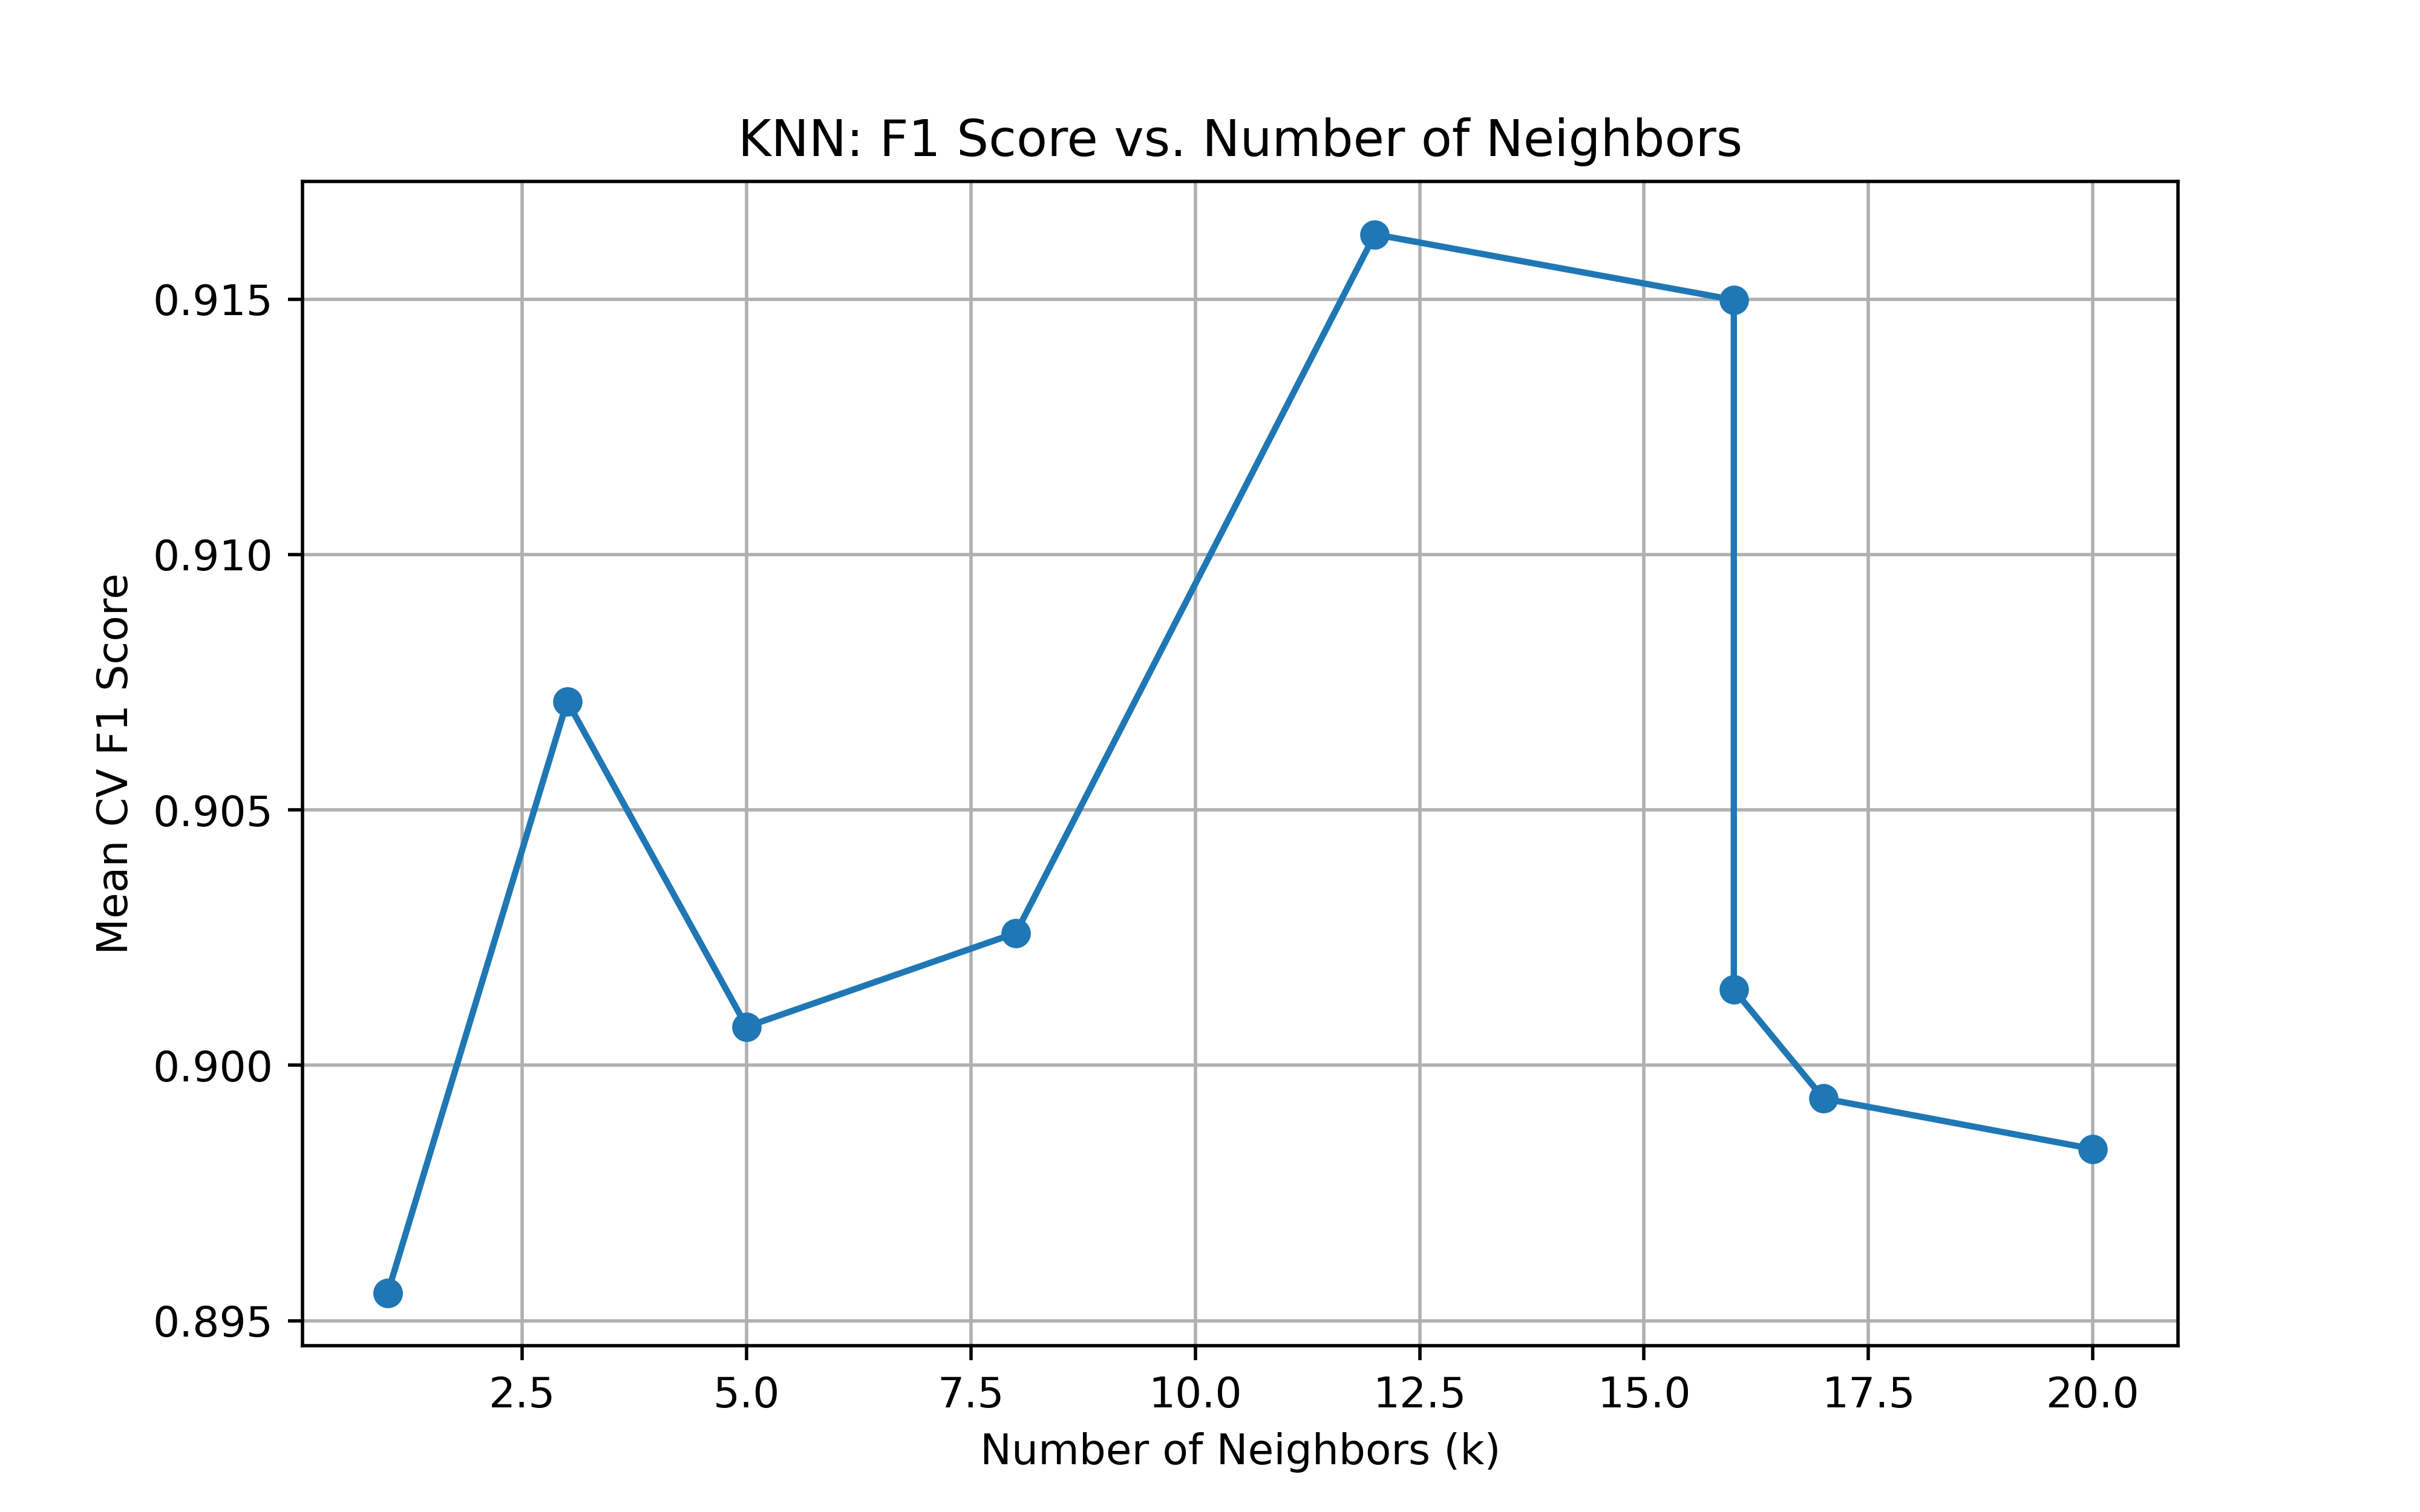 KNN: F1 Score vs. Number of Neighbors
Mean CV F1 Score
0.915
0.910
0.905
0.900
0.895
2.5 5.0 7.5 10.0 12.5 15.0 17.5 20.0
Number of Neighbors (k)